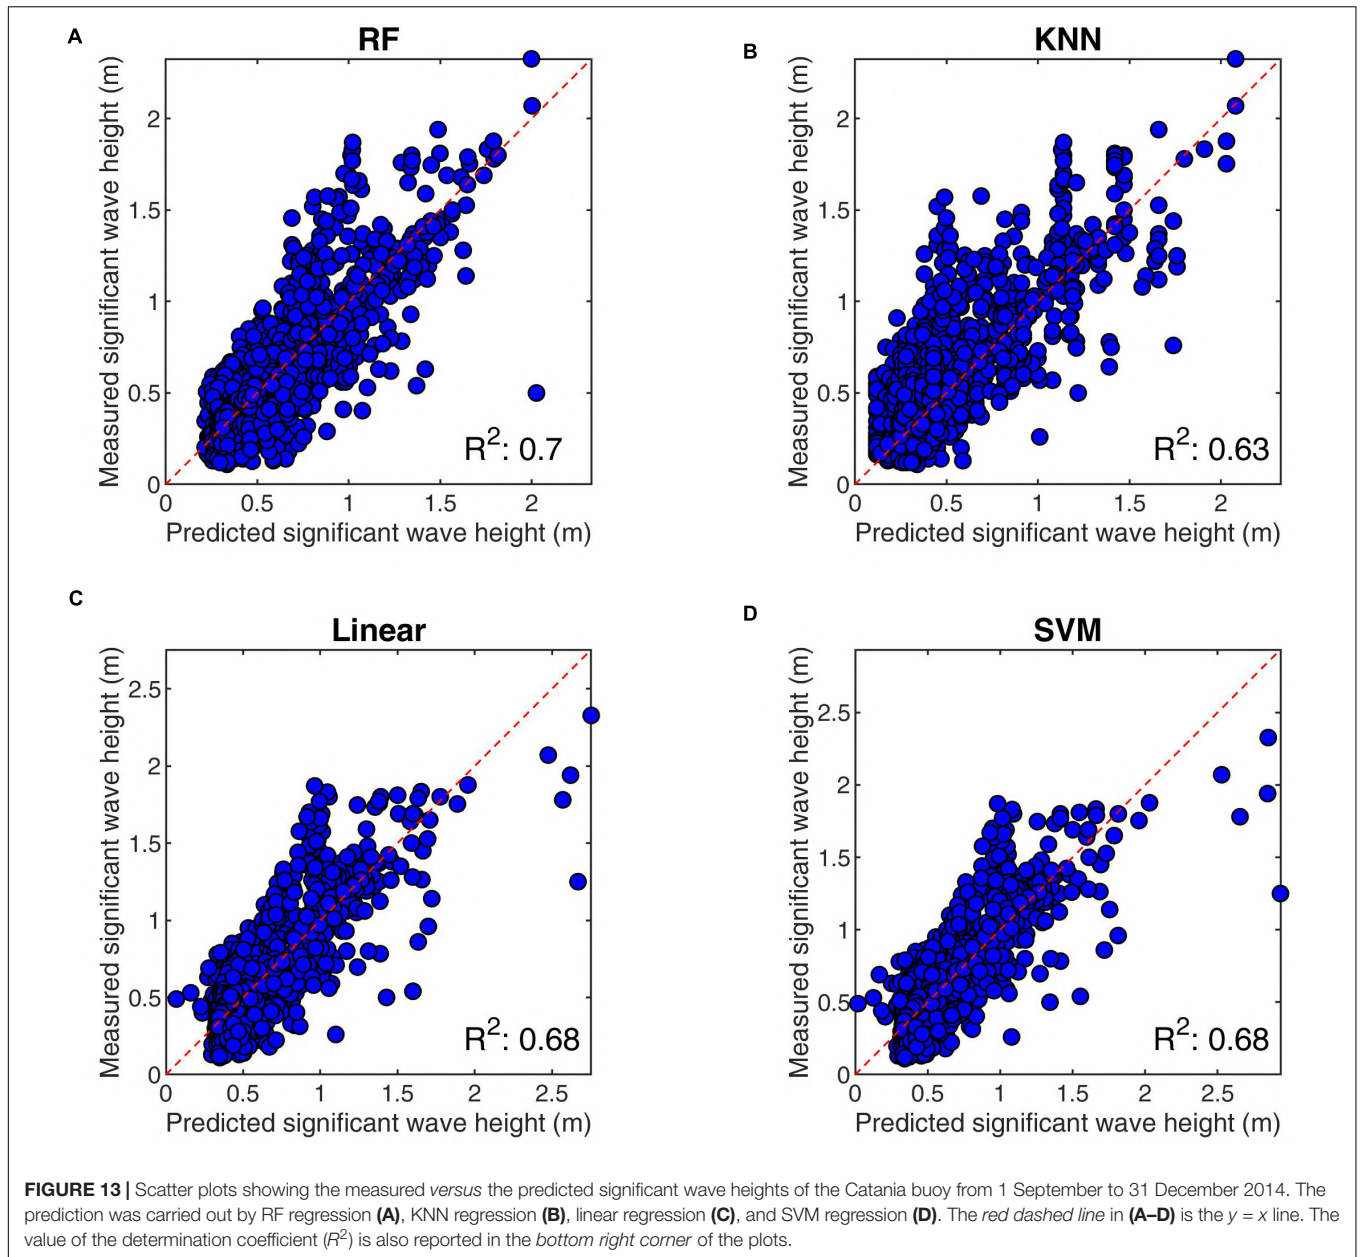 A
RF
Measured significant wave height (m)
2
1.5
1
0.5
0
R2: 0.7
0 0.5 1 1.5 2
Predicted significant wave height (m)
B
KNN
Measured significant wave height (m)
2
1.5
1
0.5
0
R2: 0.63
0 0.5 1 1.5 2
Predicted significant wave height (m)
C
Linear
Measured significant wave height (m)
2.5
2
1.5
1
0.5
0
R2: 0.68
0 0.5 1 1.5 2 2.5
Predicted significant wave height (m)
D
SVM
Measured significant wave height (m)
2.5
2
1.5
1
0.5
0
R2: 0.68
0 0.5 1 1.5 2 2.5
Predicted significant wave height (m)
FIGURE 13 | Scatter plots showing the measured versus the predicted significant wave heights of the Catania buoy from 1 September to 31 December 2014. The
prediction was carried out by RF regression (A), KNN regression (B), linear regression (C), and SVM regression (D). The red dashed line in (A–D) is the y = x line. The
value of the determination coefficient (R2) is also reported in the bottom right corner of the plots.